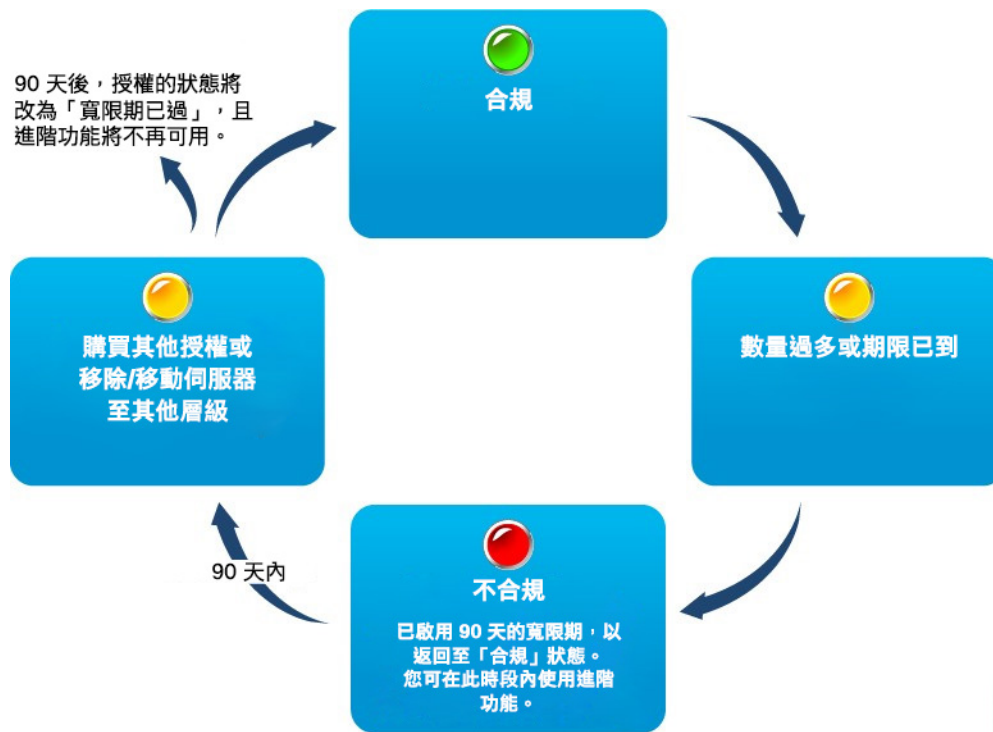 合規
90 天後，授權的狀態將
改為「寬限期已過」，且
進階功能將不再可用。
數量過多或期限已到
購買其他授權或
移除/移動伺服器
至其他層級
不合規
已啟用 90 天的寬限期，以
返回至「合規」狀態。
您可在此時段內使用進階
功能。
90 天內